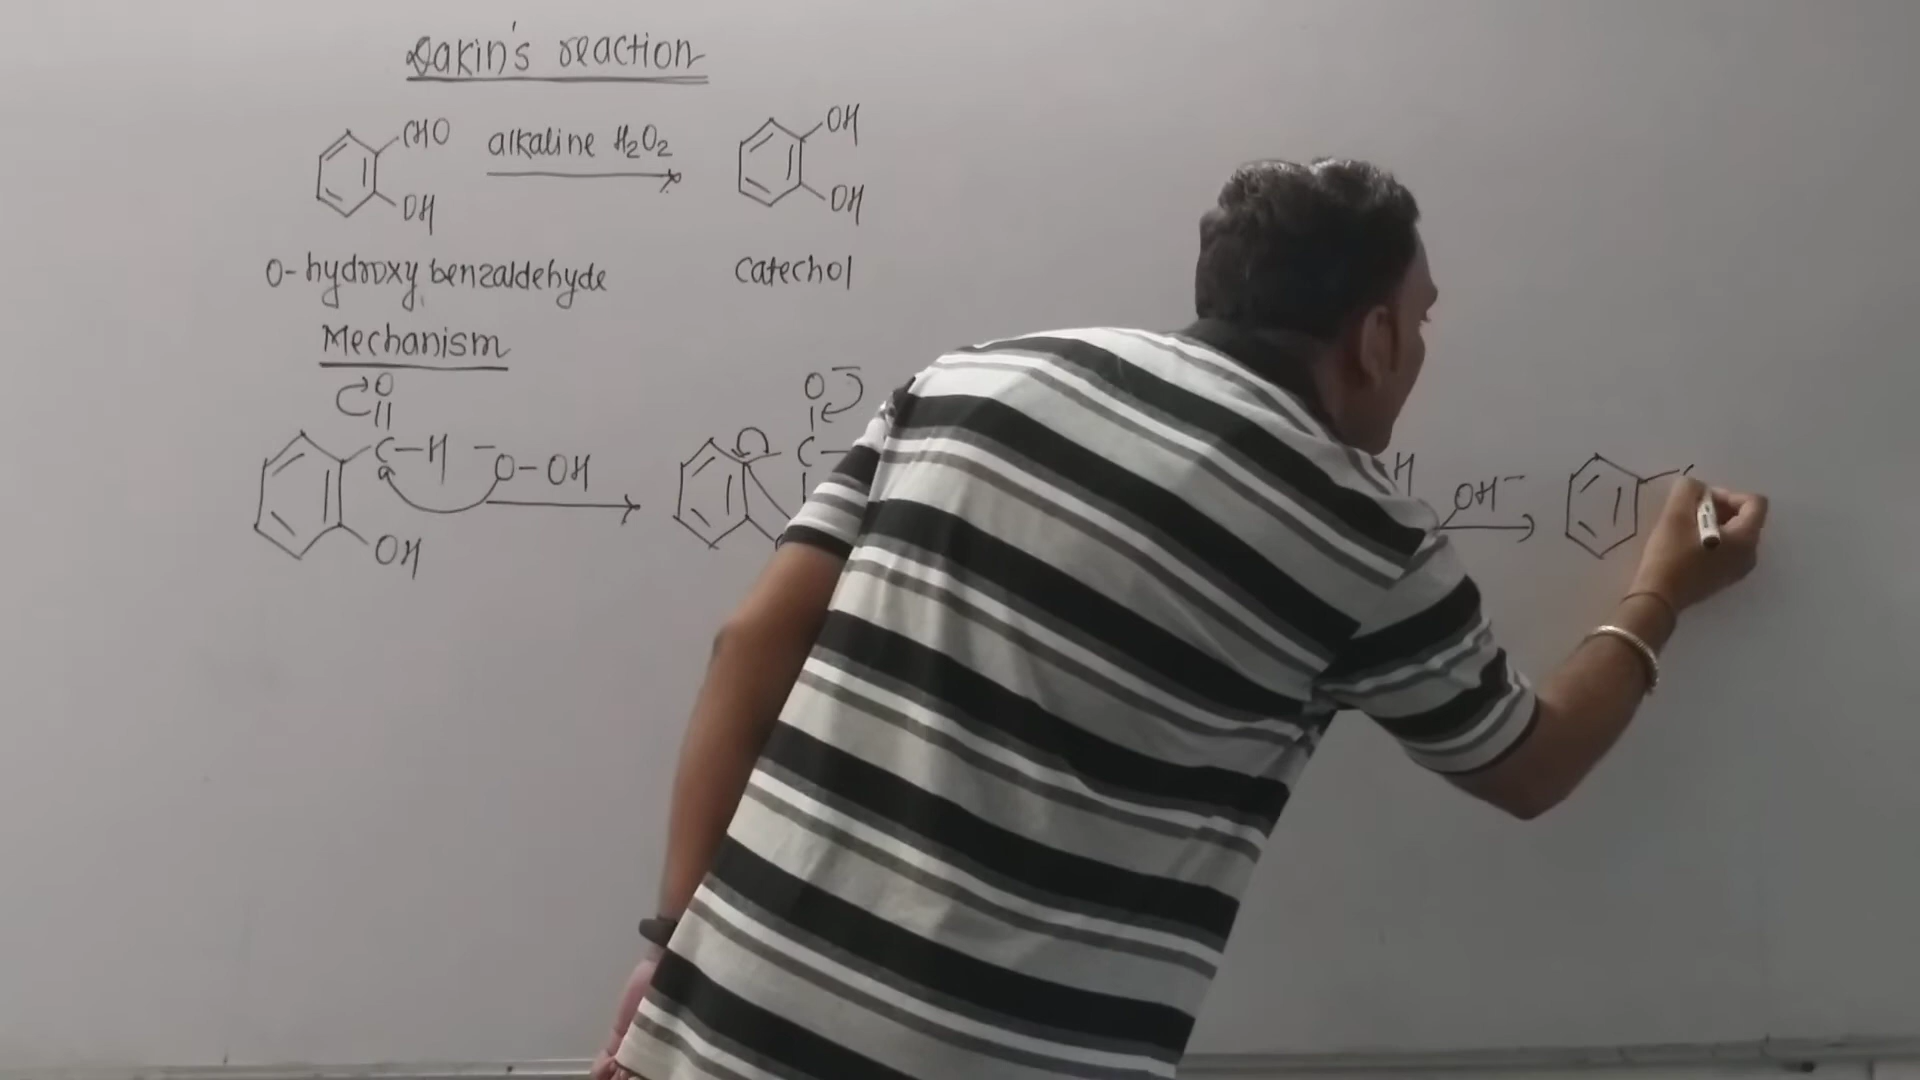 Dakin's reaction
CHO alkaline H2O2 OH
OH OH
O-hydroxy benzaldehyde catechol
Mechanism
O O−
C-H −O-OH C H OH−
OH